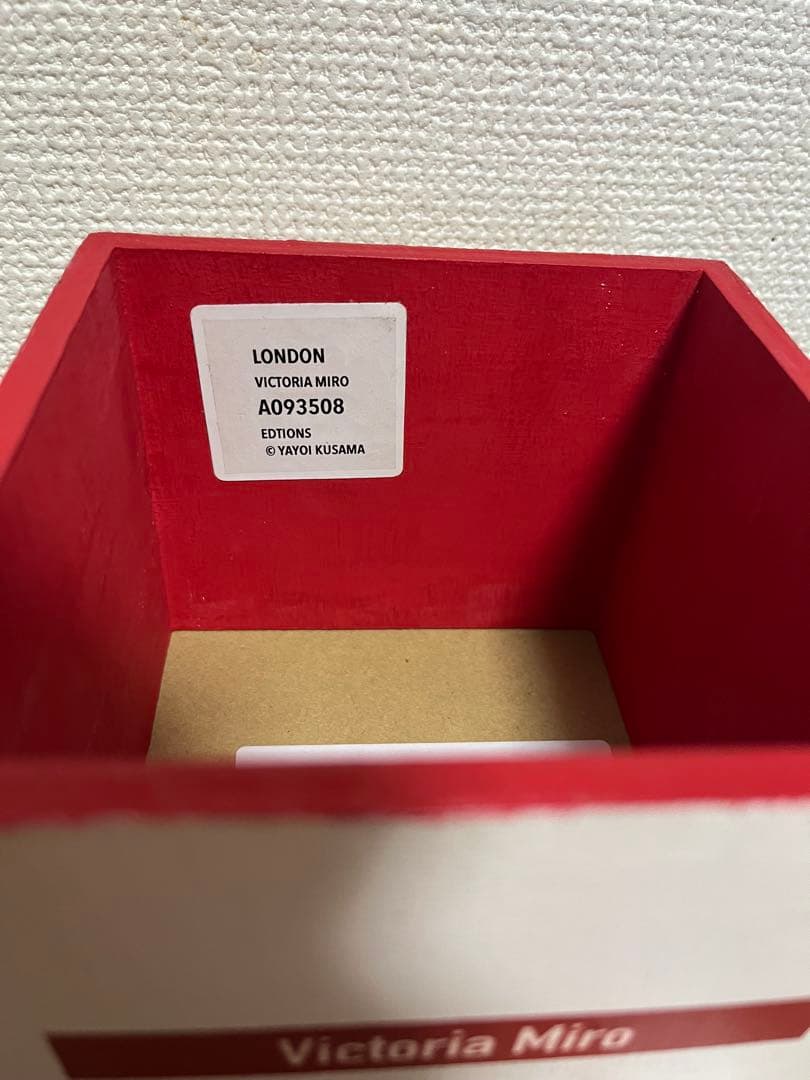 LONDON
VICTORIA MIRO
A093508
EDTIONS
© YAYOI KUSAMA
Victoria Miro